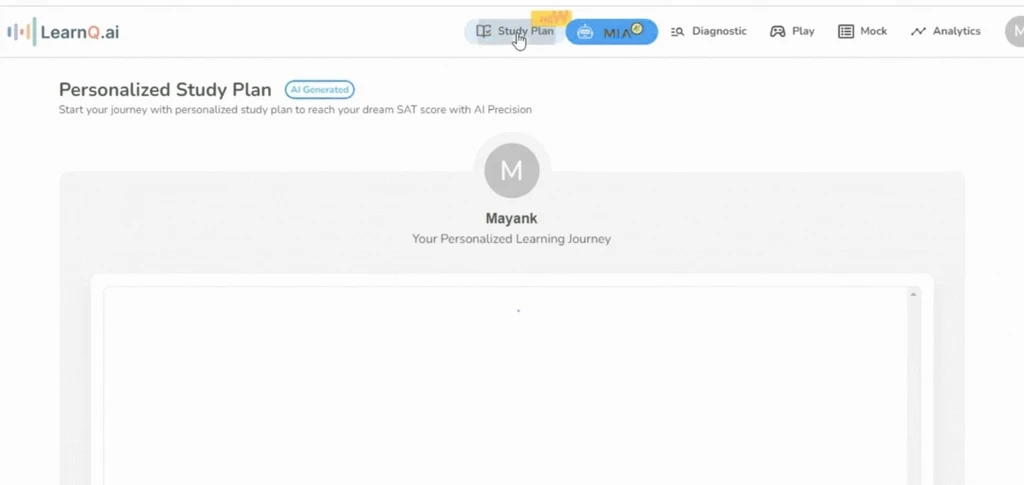 LearnQ.ai
NEW
Study Plan
MIA
Diagnostic
Play
Mock
Analytics
M
Personalized Study Plan
AI Generated
Start your journey with personalized study plan to reach your dream SAT score with AI Precision
M
Mayank
Your Personalized Learning Journey